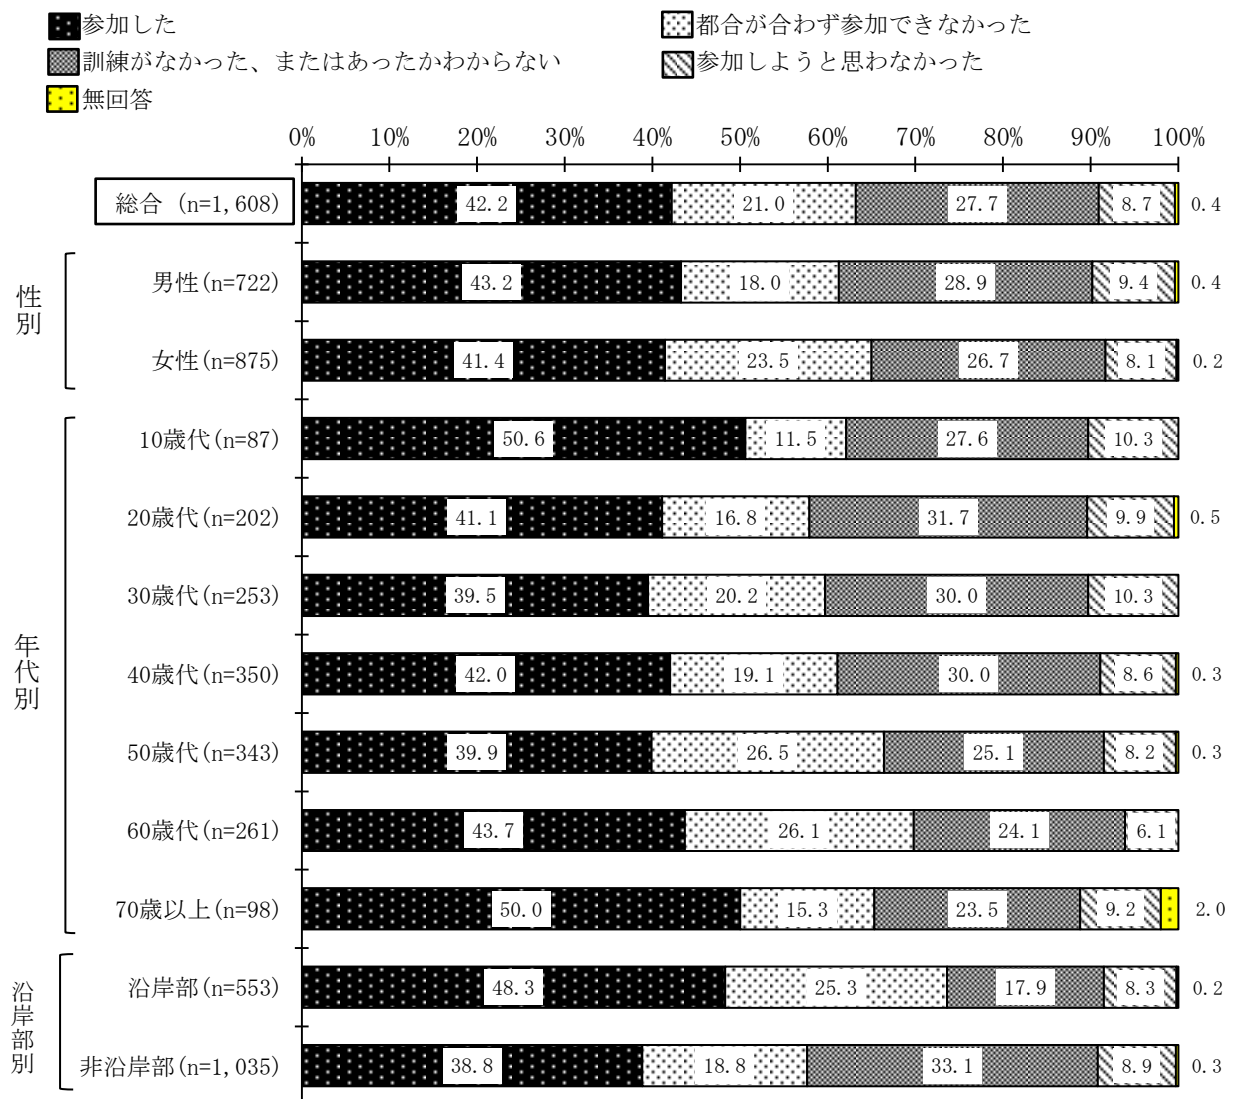 参加した
都合が合わず参加できなかった
訓練がなかった、またはあったかわからない
参加しようと思わなかった
無回答
0% 10% 20% 30% 40% 50% 60% 70% 80% 90% 100%
総合 (n=1,608) 42.2 21.0 27.7 8.7 0.4
性別
男性(n=722) 43.2 18.0 28.9 9.4 0.4
女性(n=875) 41.4 23.5 26.7 8.1 0.2
年代別
10歳代(n=87) 50.6 11.5 27.6 10.3
20歳代(n=202) 41.1 16.8 31.7 9.9 0.5
30歳代(n=253) 39.5 20.2 30.0 10.3
40歳代(n=350) 42.0 19.1 30.0 8.6 0.3
50歳代(n=343) 39.9 26.5 25.1 8.2 0.3
60歳代(n=261) 43.7 26.1 24.1 6.1
70歳以上(n=98) 50.0 15.3 23.5 9.2 2.0
沿岸部別
沿岸部(n=553) 48.3 25.3 17.9 8.3 0.2
非沿岸部(n=1,035) 38.8 18.8 33.1 8.9 0.3